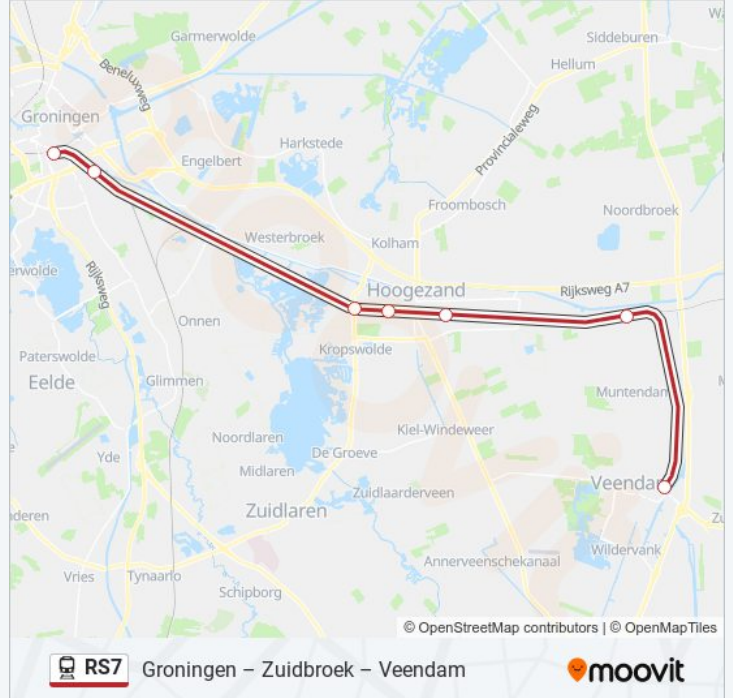 Garmerwolde
Siddeburen
Hellum
Beneluxweg
Groningen
Provincialeweg
Harkstede
Engelbert
Froombosch
Noordbroek
Westerbroek
Kolham
erwolde
Rijksweg
Hoogezand
Rijksweg A7
Onnen
Kropswolde
Paterswolde
Eelde
Glimmen
Muntendam
Kiel-Windeweer
Noordlaren
De Groeve
Yde
Midlaren
Zuidlaarderveen
Veendam
Zuidlaren
nderen
Zu
Wildervank
Annerveenschekanaal
Vries
Tynaarlo
Schipborg
© OpenStreetMap contributors | © OpenMapTiles
RS7 Groningen – Zuidbroek – Veendam
moovit